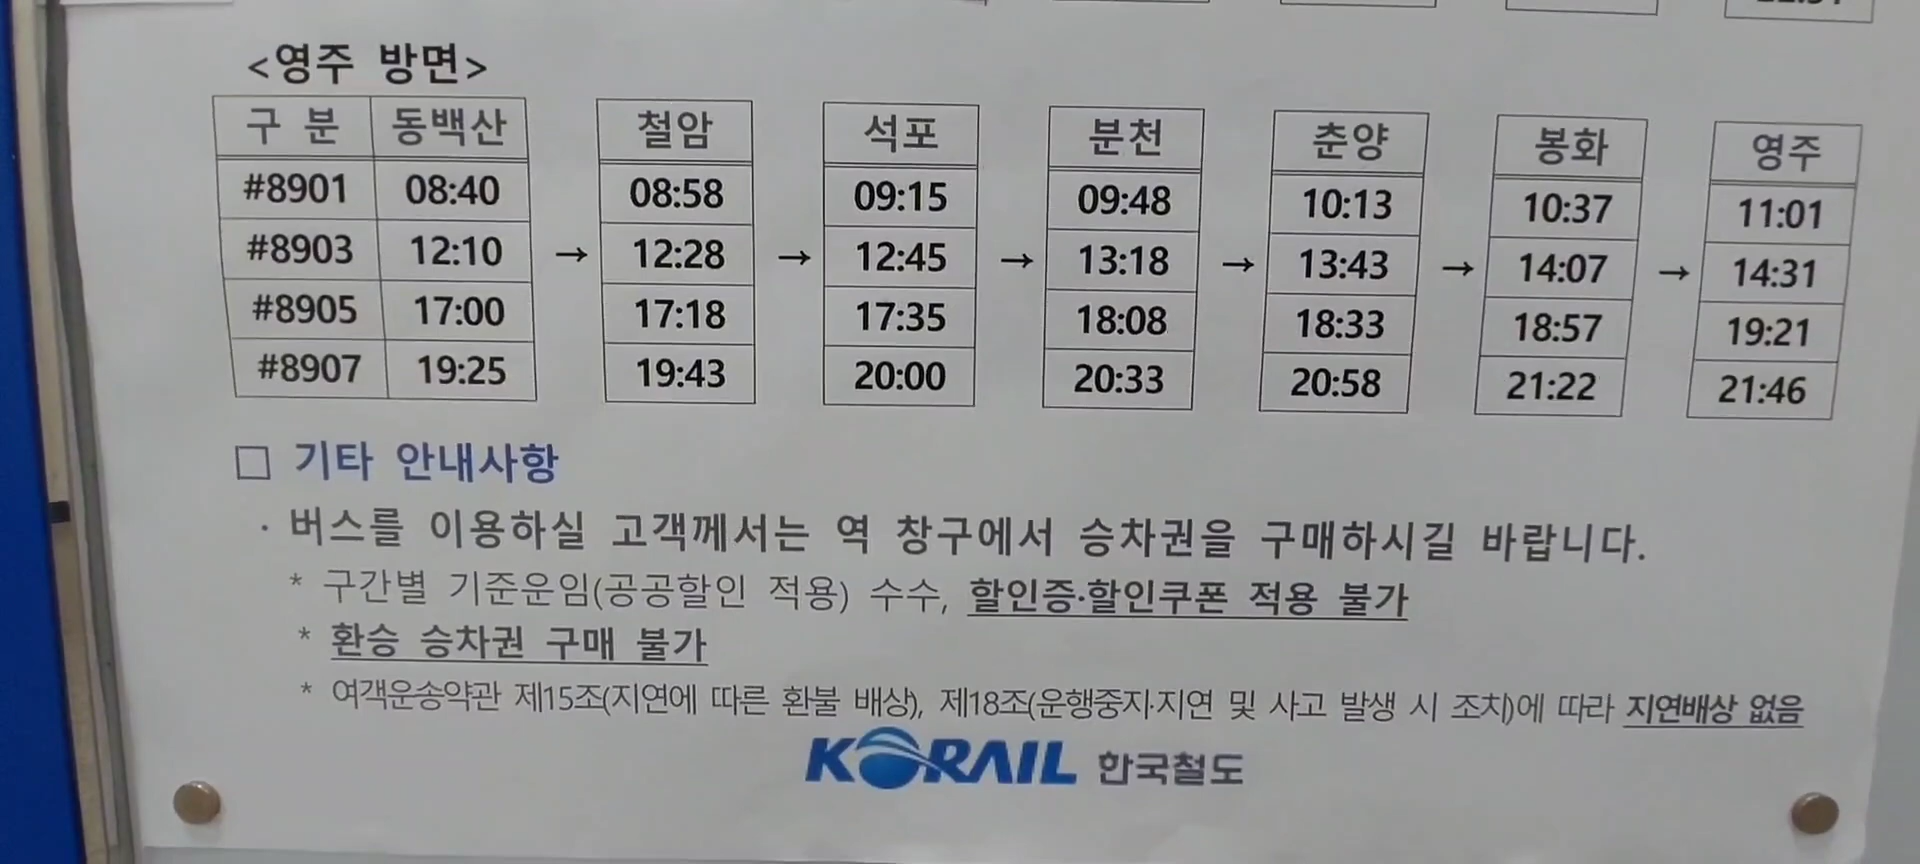 <영주 방면>
구 분 동백산 철암 석포 분천 춘양 봉화 영주
#8901 08:40 08:58 09:15 09:48 10:13 10:37 11:01
#8903 12:10 → 12:28 → 12:45 → 13:18 → 13:43 → 14:07 → 14:31
#8905 17:00 17:18 17:35 18:08 18:33 18:57 19:21
#8907 19:25 19:43 20:00 20:33 20:58 21:22 21:46
□ 기타 안내사항
· 버스를 이용하실 고객께서는 역 창구에서 승차권을 구매하시길 바랍니다.
* 구간별 기준운임(공공할인 적용) 수수, 할인증·할인쿠폰 적용 불가
* 환승 승차권 구매 불가
* 여객운송약관 제15조(지연에 따른 환불 배상), 제18조(운행중지·지연 및 사고 발생 시 조치)에 따라 지연배상 없음
KORAIL 한국철도